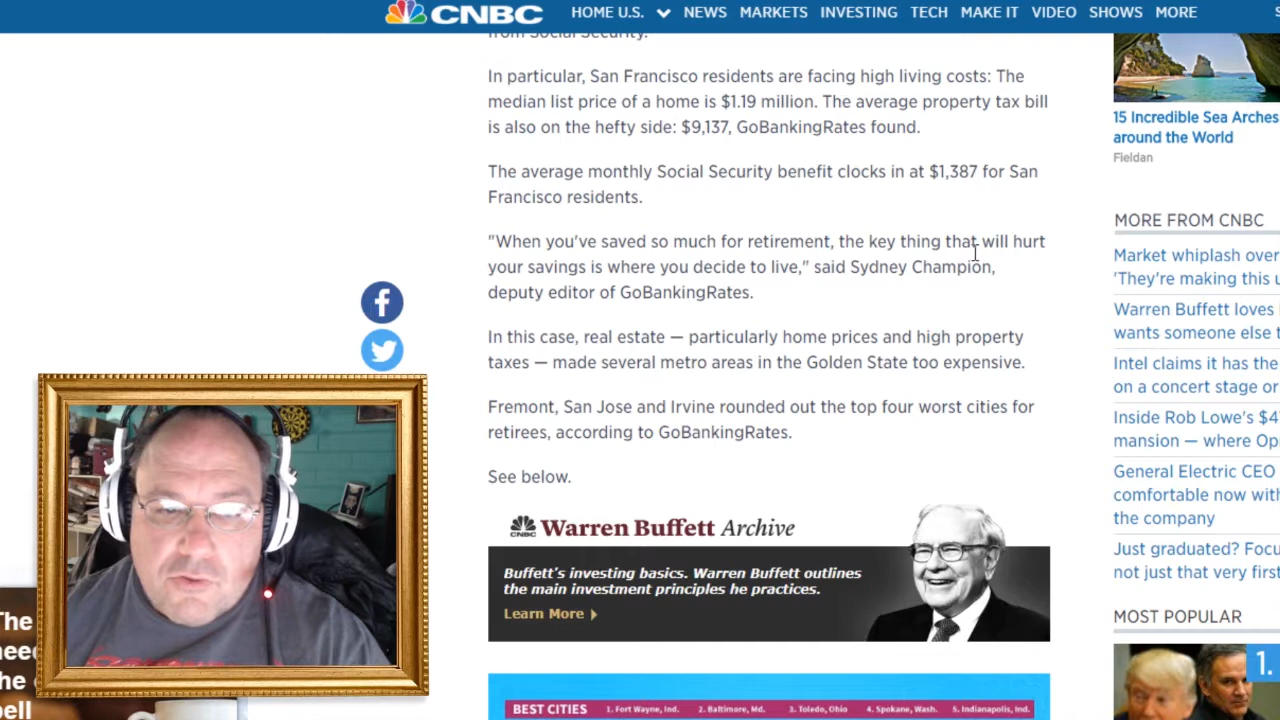 CNBC
HOME U.S. NEWS MARKETS INVESTING TECH MAKE IT VIDEO SHOWS MORE
from Social Security.
In particular, San Francisco residents are facing high living costs: The
median list price of a home is $1.19 million. The average property tax bill
is also on the hefty side: $9,137, GoBankingRates found.
The average monthly Social Security benefit clocks in at $1,387 for San
Francisco residents.
"When you've saved so much for retirement, the key thing that will hurt
your savings is where you decide to live," said Sydney Champion,
deputy editor of GoBankingRates.
In this case, real estate — particularly home prices and high property
taxes — made several metro areas in the Golden State too expensive.
Fremont, San Jose and Irvine rounded out the top four worst cities for
retirees, according to GoBankingRates.
See below.
CNBC
Warren Buffett Archive
Buffett's investing basics. Warren Buffett outlines
the main investment principles he practices.
Learn More
BEST CITIES 1. Fort Wayne, Ind. 2. Baltimore, Md. 3. Toledo, Ohio 4. Spokane, Wash. 5. Indianapolis, Ind.
15 Incredible Sea Arches
around the World
Fieldan
MORE FROM CNBC
Market whiplash over
'They're making this
Warren Buffett loves
wants someone else
Intel claims it has the
on a concert stage or
Inside Rob Lowe's $4
mansion — where
General Electric CEO
comfortable now with
the company
Just graduated?
not just that very first
MOST POPULAR
1.
The